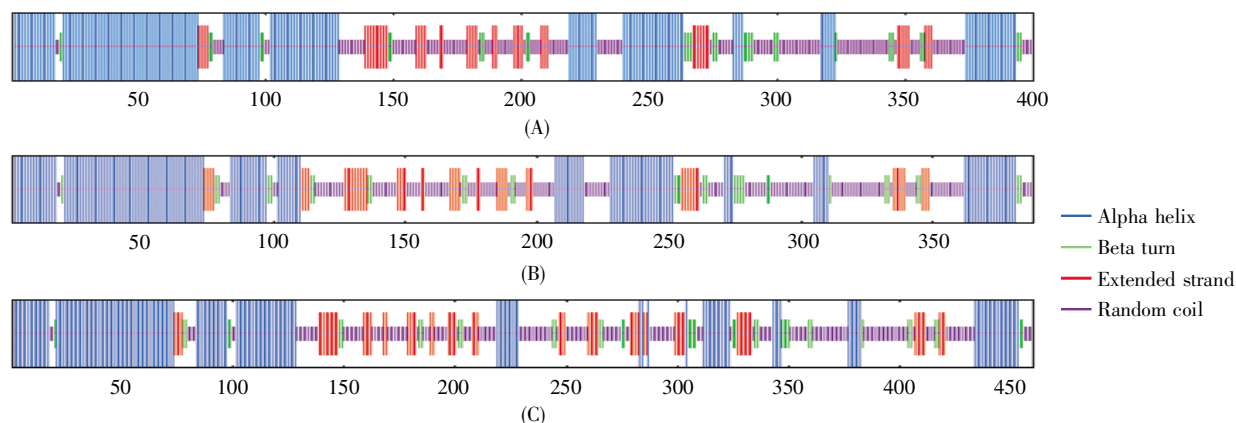 50 100 150 200 250 300 350 400
(A)
50 100 150 200 250 300 350
(B)
Alpha helix
Beta turn
Extended strand
Random coil
50 100 150 200 250 300 350 400 450
(C)